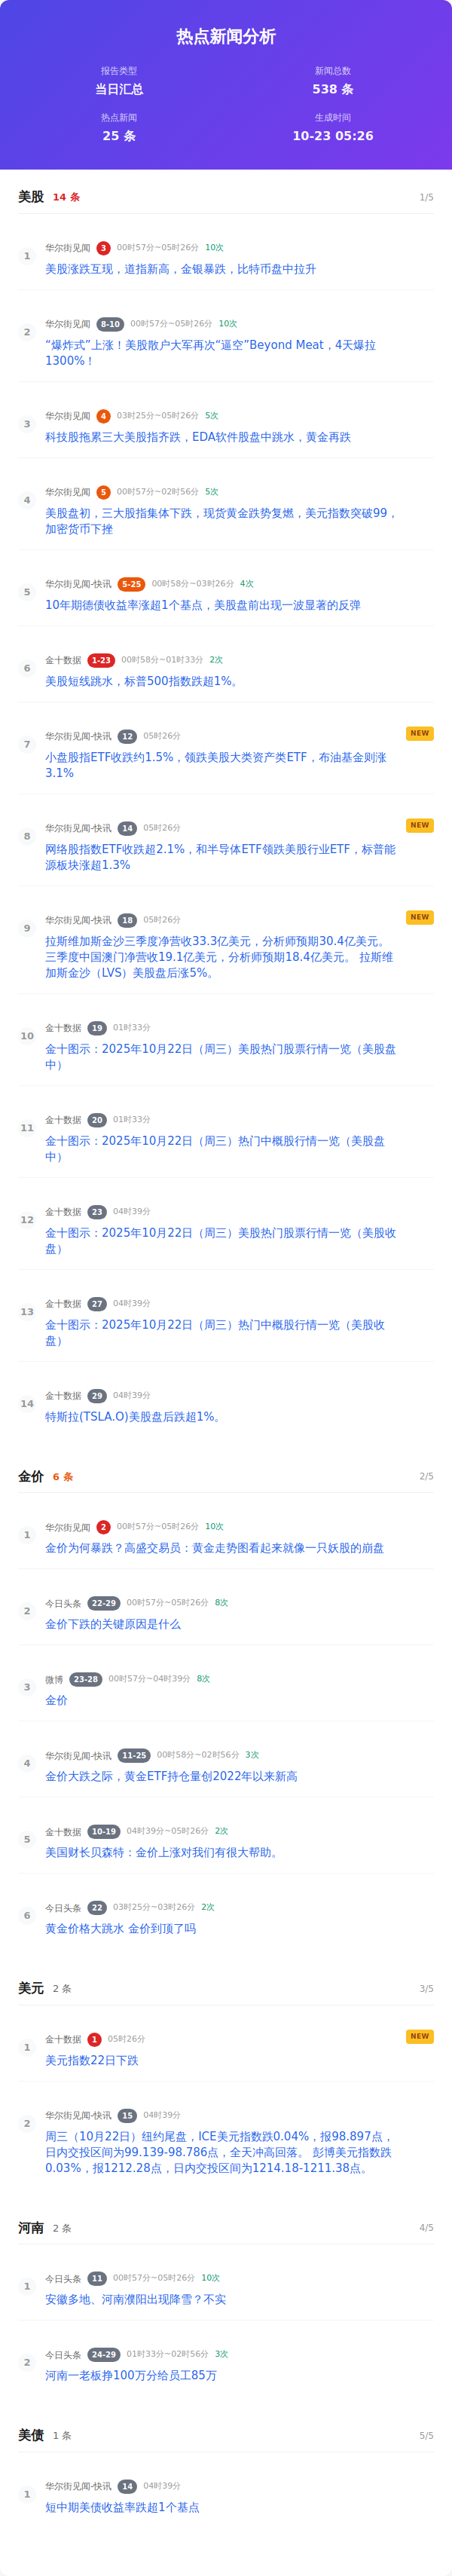 热点新闻分析
报告类型
新闻总数
当日汇总
538 条
热点新闻
生成时间
25 条
10-23 05:26
美股 14 条 1/5
1 华尔街见闻 3 00时57分~05时26分 10次
美股涨跌互现，道指新高，金银暴跌，比特币盘中拉升
2 华尔街见闻 8-10 00时57分~05时26分 10次
“爆炸式”上涨！美股散户大军再次“逼空”Beyond Meat，4天爆拉
1300%！
3 华尔街见闻 4 03时25分~05时26分 5次
科技股拖累三大美股指齐跌，EDA软件股盘中跳水，黄金再跌
4 华尔街见闻 5 00时57分~02时56分 5次
美股盘初，三大股指集体下跌，现货黄金跌势复燃，美元指数突破99，
加密货币下挫
5 华尔街见闻-快讯 5-25 00时58分~03时26分 4次
10年期德债收益率涨超1个基点，美股盘前出现一波显著的反弹
6 金十数据 1-23 00时58分~01时33分 2次
美股短线跳水，标普500指数跌超1%。
7 华尔街见闻-快讯 12 05时26分 NEW
小盘股指ETF收跌约1.5%，领跌美股大类资产类ETF，布油基金则涨
3.1%
8 华尔街见闻-快讯 14 05时26分 NEW
网络股指数ETF收跌超2.1%，和半导体ETF领跌美股行业ETF，标普能
源板块涨超1.3%
9 华尔街见闻-快讯 18 05时26分 NEW
拉斯维加斯金沙三季度净营收33.3亿美元，分析师预期30.4亿美元。
三季度中国澳门净营收19.1亿美元，分析师预期18.4亿美元。 拉斯维
加斯金沙（LVS）美股盘后涨5%。
10 金十数据 19 01时33分
金十图示：2025年10月22日（周三）美股热门股票行情一览（美股盘
中）
11 金十数据 20 01时33分
金十图示：2025年10月22日（周三）热门中概股行情一览（美股盘
中）
12 金十数据 23 04时39分
金十图示：2025年10月22日（周三）美股热门股票行情一览（美股收
盘）
13 金十数据 27 04时39分
金十图示：2025年10月22日（周三）热门中概股行情一览（美股收
盘）
14 金十数据 29 04时39分
特斯拉(TSLA.O)美股盘后跌超1%。
金价 6 条 2/5
1 华尔街见闻 2 00时57分~05时26分 10次
金价为何暴跌？高盛交易员：黄金走势图看起来就像一只妖股的崩盘
2 今日头条 22-29 00时57分~05时26分 8次
金价下跌的关键原因是什么
3 微博 23-28 00时57分~04时39分 8次
金价
4 华尔街见闻-快讯 11-25 00时58分~02时56分 3次
金价大跌之际，黄金ETF持仓量创2022年以来新高
5 金十数据 10-19 04时39分~05时26分 2次
美国财长贝森特：金价上涨对我们有很大帮助。
6 今日头条 22 03时25分~03时26分 2次
黄金价格大跳水 金价到顶了吗
美元 2 条 3/5
1 金十数据 1 05时26分 NEW
美元指数22日下跌
2 华尔街见闻-快讯 15 04时39分
周三（10月22日）纽约尾盘，ICE美元指数跌0.04%，报98.897点，
日内交投区间为99.139-98.786点，全天冲高回落。 彭博美元指数跌
0.03%，报1212.28点，日内交投区间为1214.18-1211.38点。
河南 2 条 4/5
1 今日头条 11 00时57分~05时26分 10次
安徽多地、河南濮阳出现降雪？不实
2 今日头条 24-29 01时33分~02时56分 3次
河南一老板挣100万分给员工85万
美债 1 条 5/5
1 华尔街见闻-快讯 14 04时39分
短中期美债收益率跌超1个基点